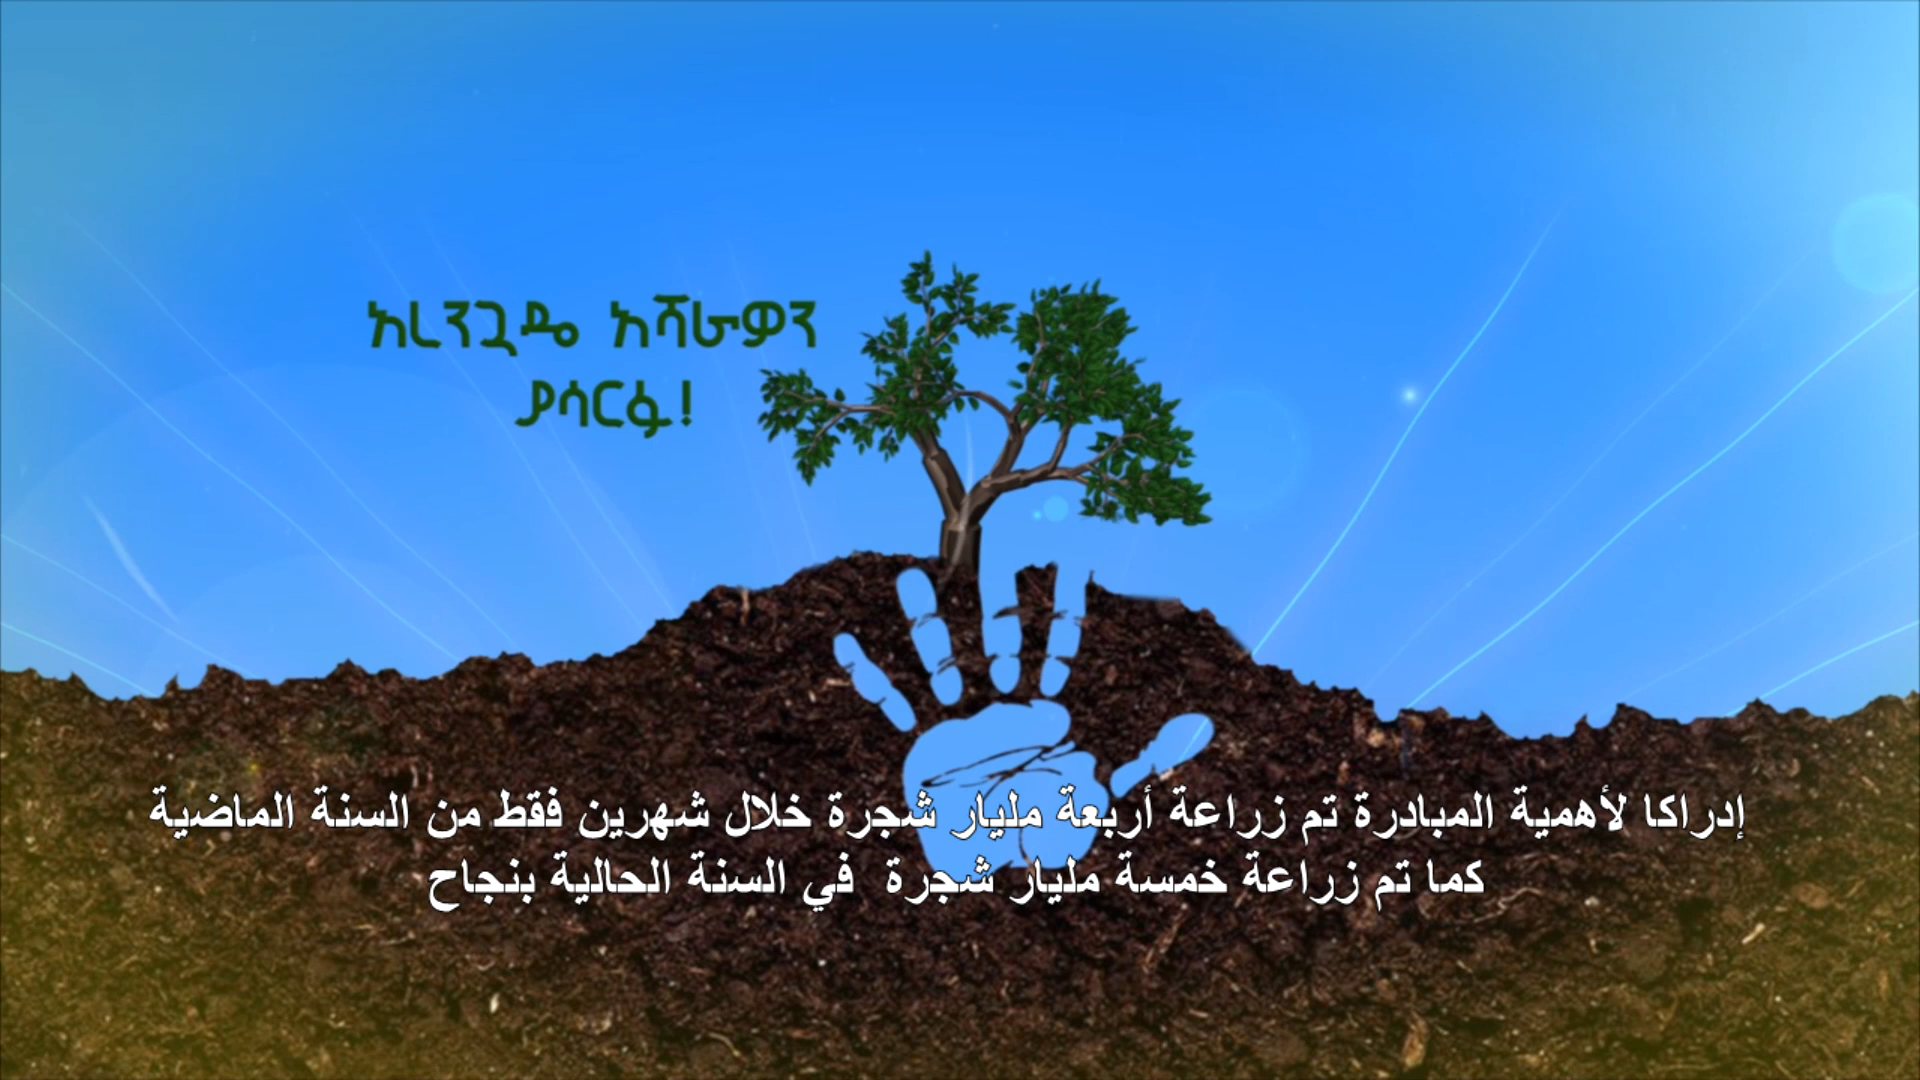 አረንጓዴ አሻራዎን
ያሳርፉ!
إدراكا لأهمية المبادرة تم زراعة أربعة مليار شجرة خلال شهرين فقط من السنة الماضية
كما تم زراعة خمسة مليار شجرة في السنة الحالية بنجاح